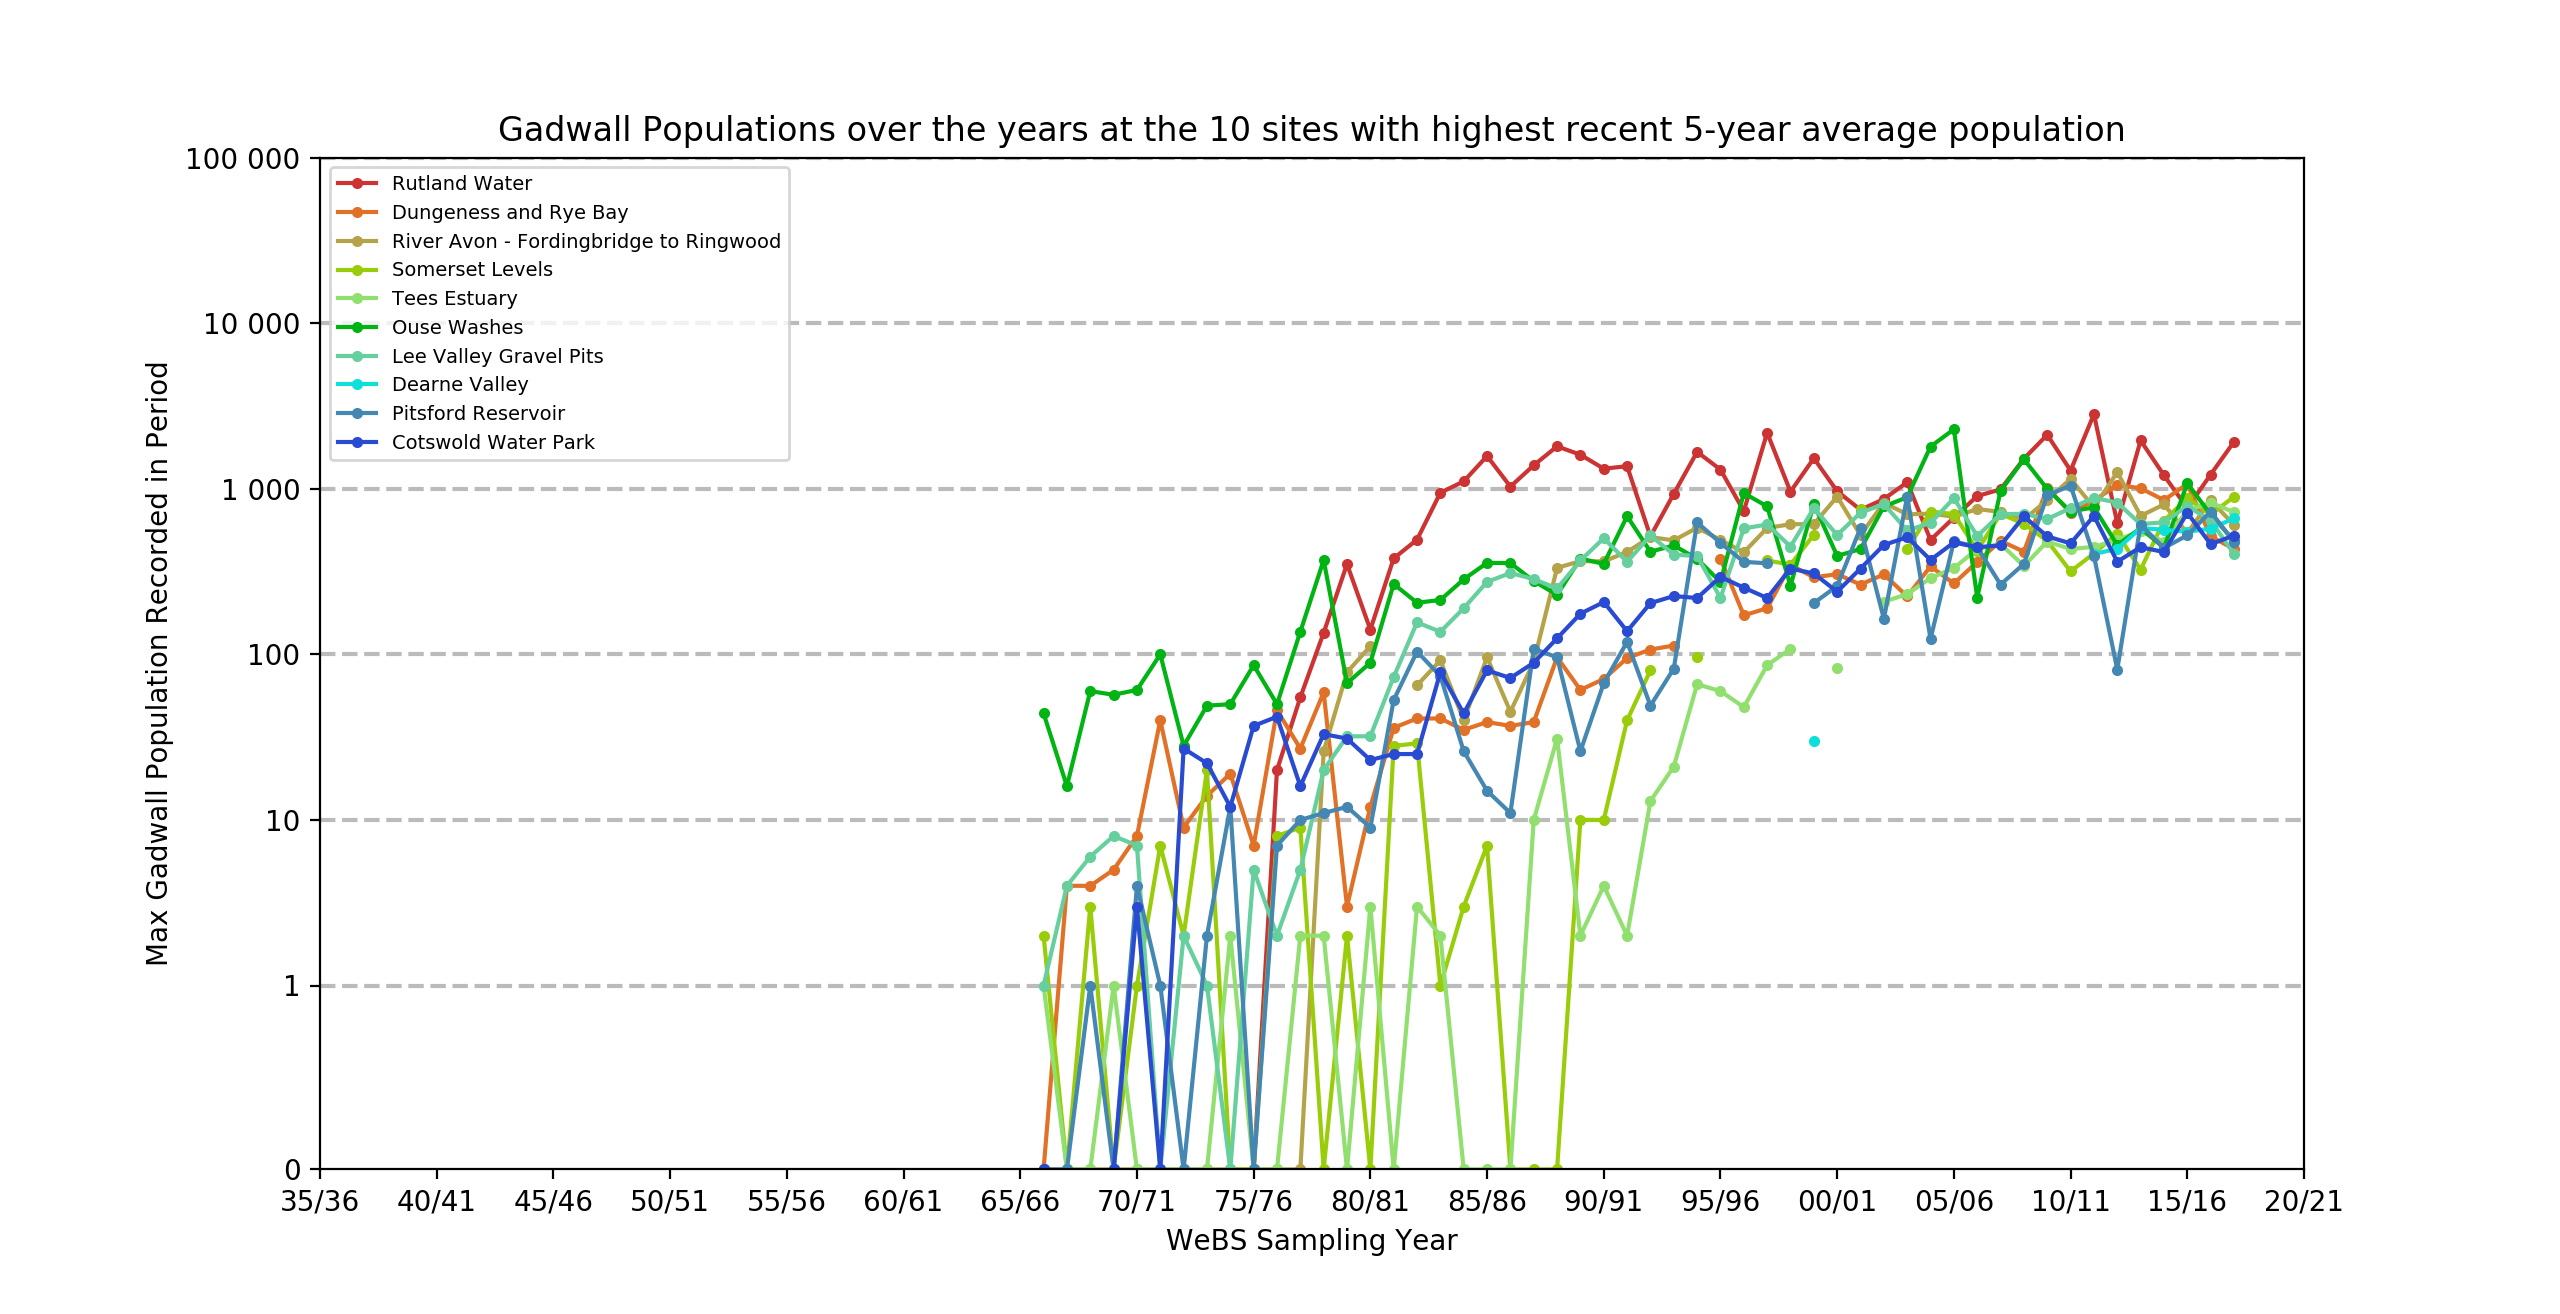 Gadwall Populations over the years at the 10 sites with highest recent 5-year average population
100 000
10 000
1 000
100
10
1
0
Max Gadwall Population Recorded in Period
Rutland Water
Dungeness and Rye Bay
River Avon - Fordingbridge to Ringwood
Somerset Levels
Tees Estuary
Ouse Washes
Lee Valley Gravel Pits
Dearne Valley
Pitsford Reservoir
Cotswold Water Park
35/36 40/41 45/46 50/51 55/56 60/61 65/66 70/71 75/76 80/81 85/86 90/91 95/96 00/01 05/06 10/11 15/16 20/21
WeBS Sampling Year